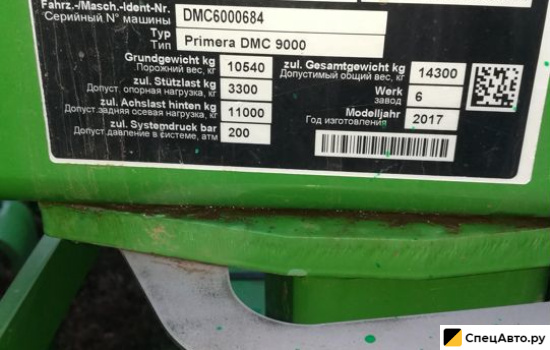 Fahrz.-/Masch.-Ident-Nr. DMC6000684
Серийный № машины
Typ Primera DMC 9000
Тип
Grundgewicht kg 10540 zul. Gesamtgewicht kg 14300
Порожний вес, кг Допустимый общий вес, кг
zul. Stützlast kg 3300 Werk 6
Допуст. опорная нагрузка, кг завод
zul. Achslast hinten kg 11000 Modelljahr 2017
Допуст.задняя осевая нагрузка, кг Год изготовления
zul. Systemdruck bar 200
Допуст.давление в системе, атм
СпецАвто.ру